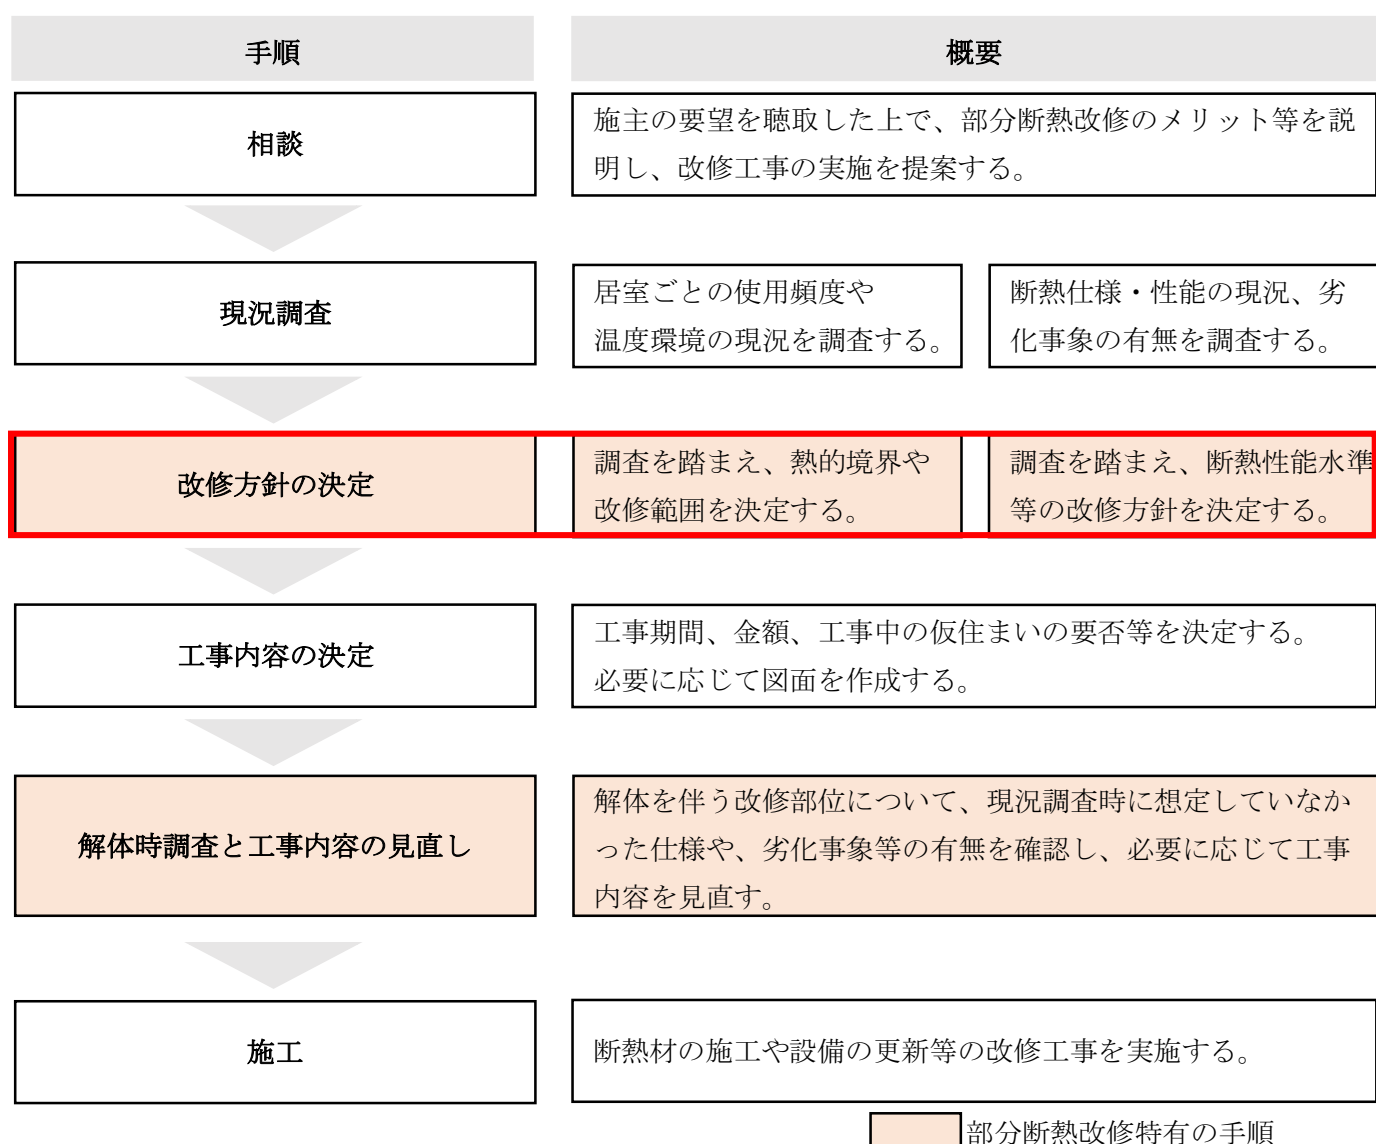 手順
概要
相談
施主の要望を聴取した上で、部分断熱改修のメリット等を説
明し、改修工事の実施を提案する。
現況調査
居室ごとの使用頻度や
温度環境の現況を調査する。
断熱仕様・性能の現況、劣
化事象の有無を調査する。
改修方針の決定
調査を踏まえ、熱的境界や
改修範囲を決定する。
調査を踏まえ、断熱性能水準
等の改修方針を決定する。
工事内容の決定
工事期間、金額、工事中の仮住まいの要否等を決定する。
必要に応じて図面を作成する。
解体時調査と工事内容の見直し
解体を伴う改修部位について、現況調査時に想定していなか
った仕様や、劣化事象等の有無を確認し、必要に応じて工事
内容を見直す。
施工
断熱材の施工や設備の更新等の改修工事を実施する。
部分断熱改修特有の手順